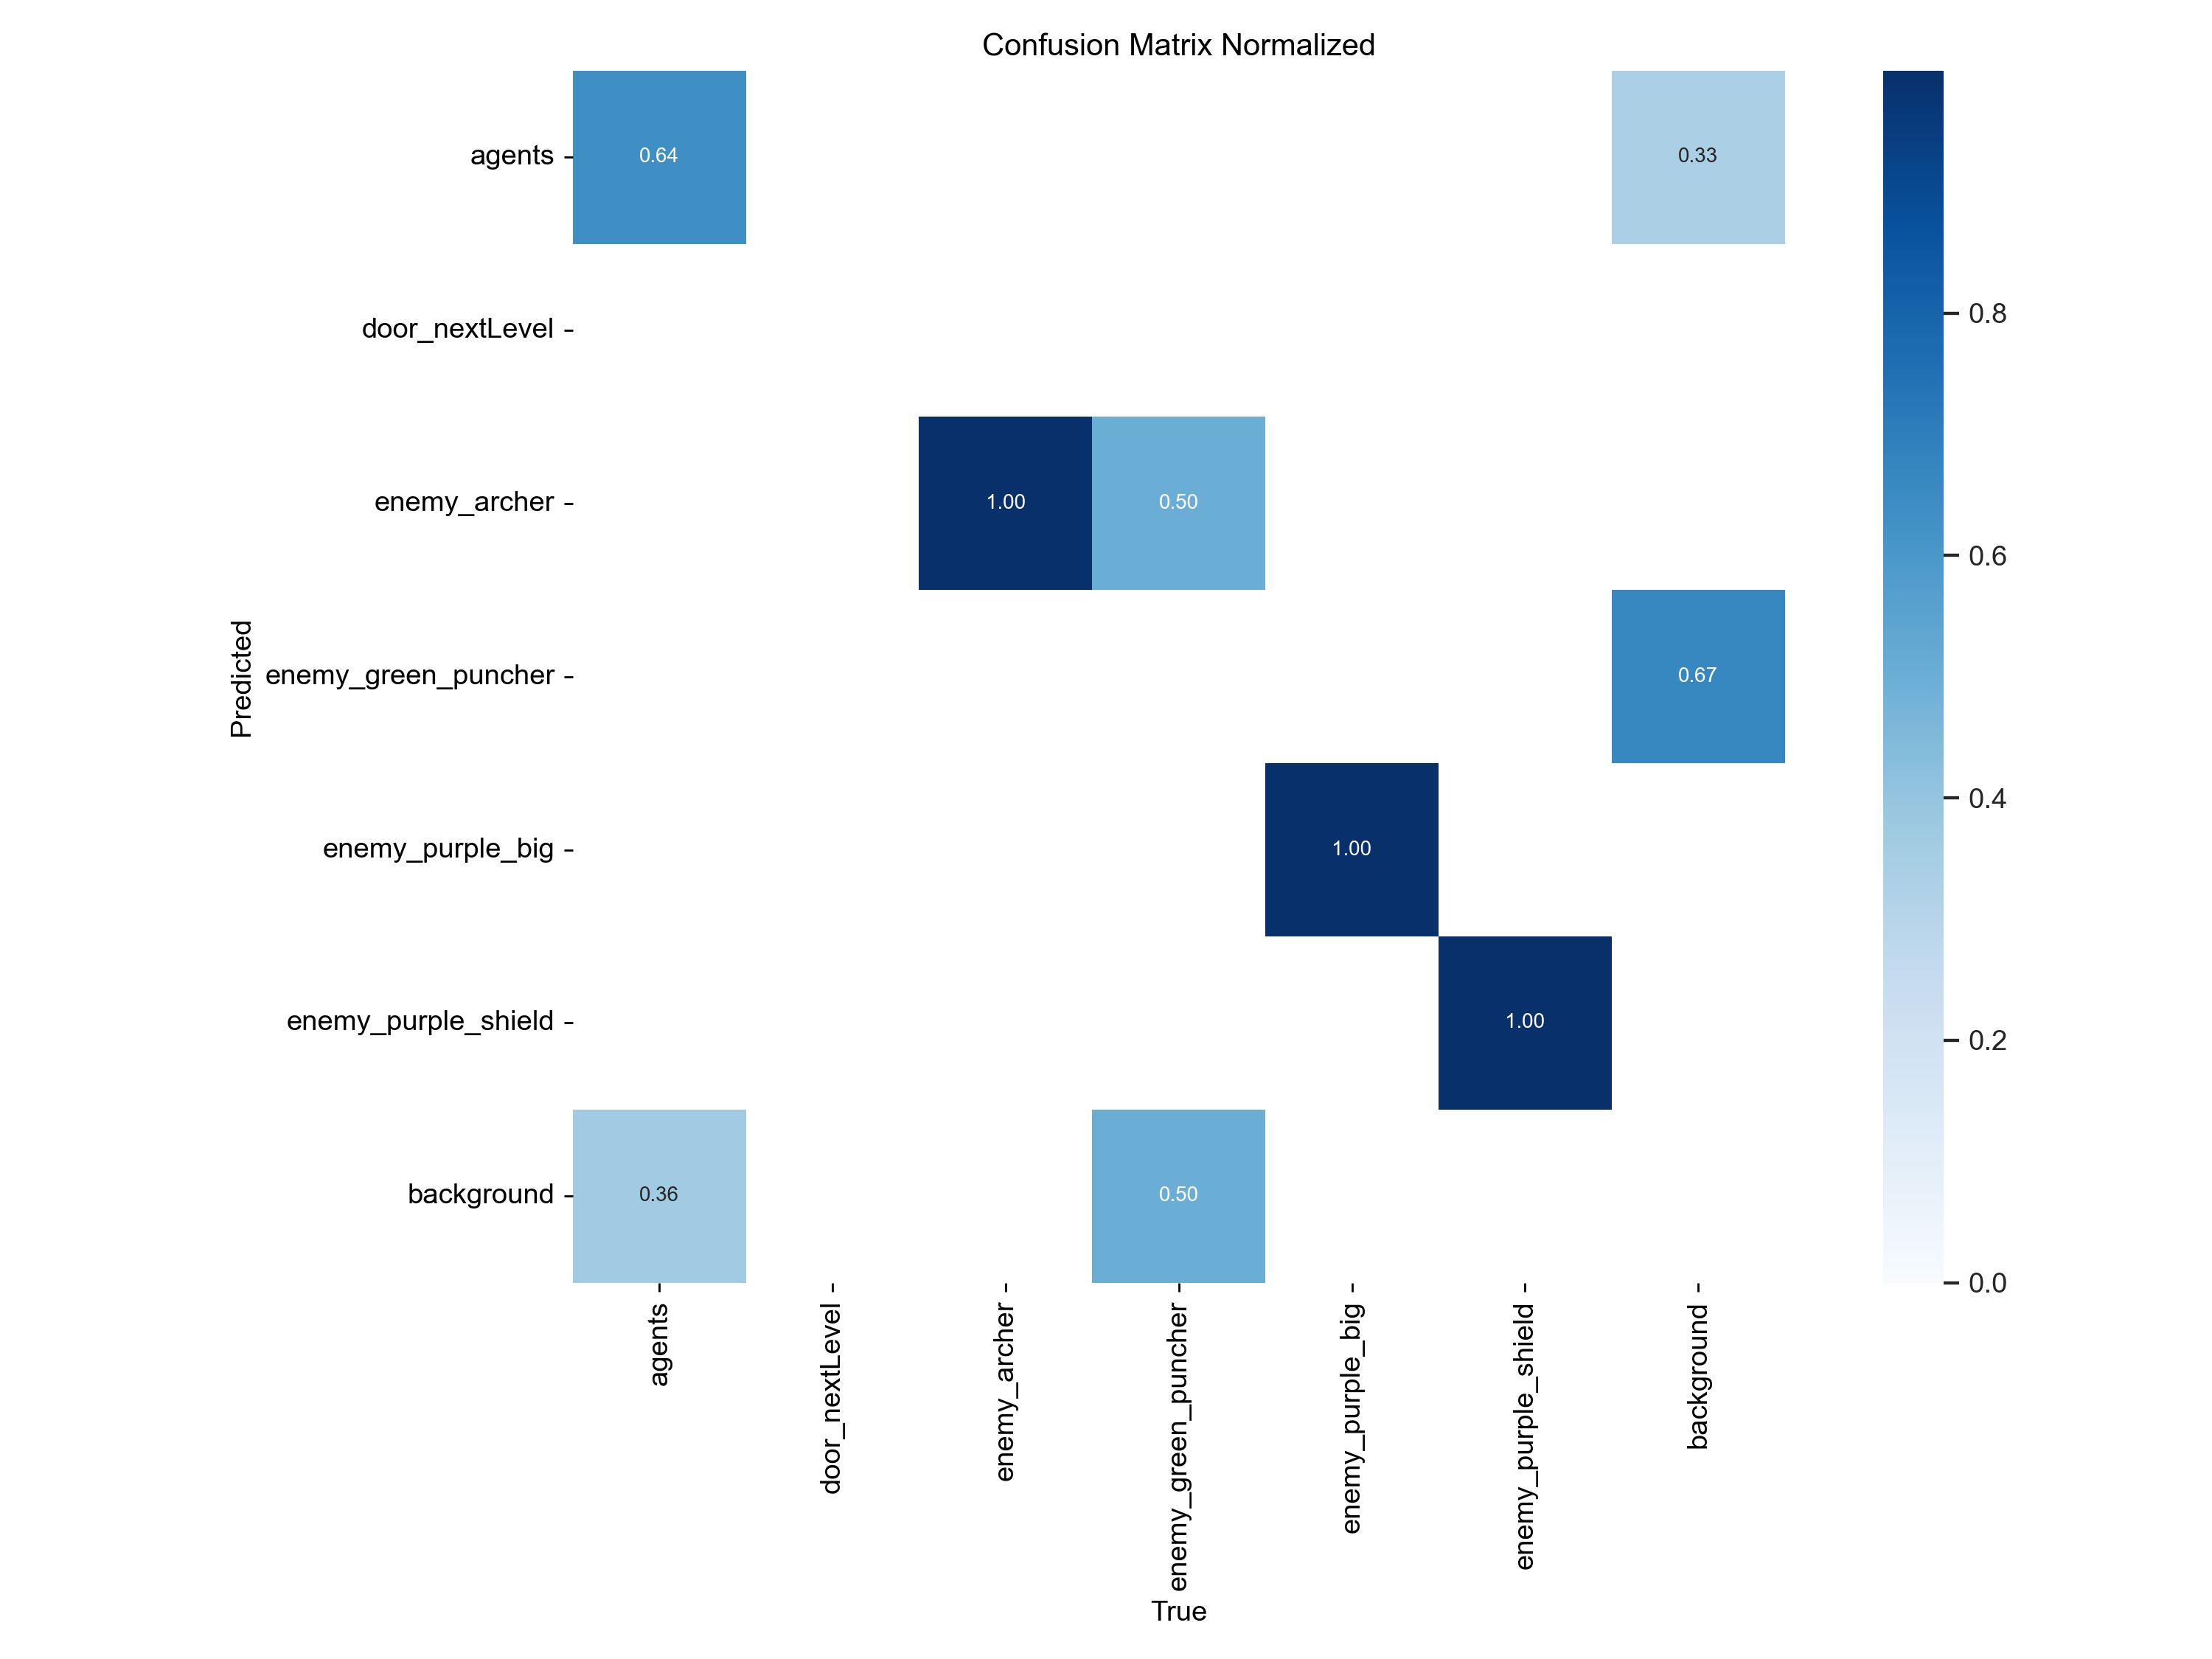 Confusion Matrix Normalized
agents
0.64
0.33
door_nextLevel
enemy_archer
1.00
0.50
enemy_green_puncher
0.67
enemy_purple_big
1.00
enemy_purple_shield
1.00
background
0.36
0.50
Predicted
agents
door_nextLevel
enemy_archer
enemy_green_puncher
enemy_purple_big
enemy_purple_shield
background
True
0.8
0.6
0.4
0.2
0.0